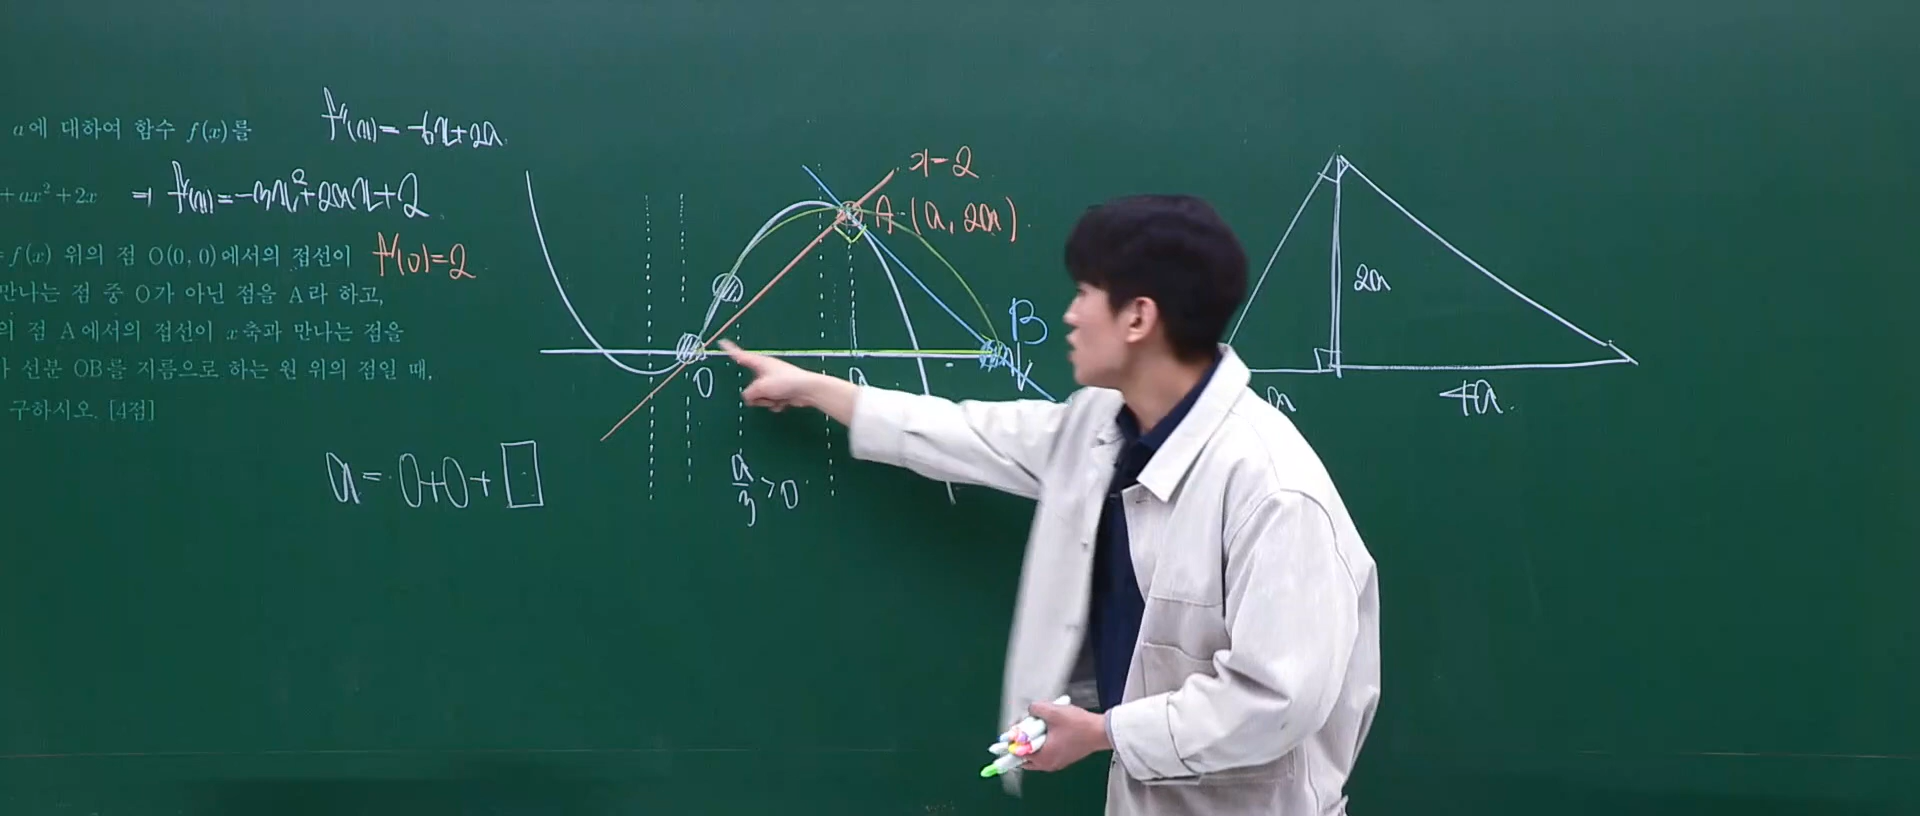 a에 대하여 함수 f(x)를
f''(x)=-6x+2a
+ax²+2x ⇒ f'(x)=-3x²+2ax+2
=f(x) 위의 점 O(0, 0)에서의 접선이 f'(0)=2
만나는 점 중 O가 아닌 점을 A라 하고,
의 점 A에서의 접선이 x축과 만나는 점을
가 선분 OB를 지름으로 하는 원 위의 점일 때,
구하시오. [4점]
a=0+0+
A(a, 2a)
B
O
a/3>0
2a
a
4a